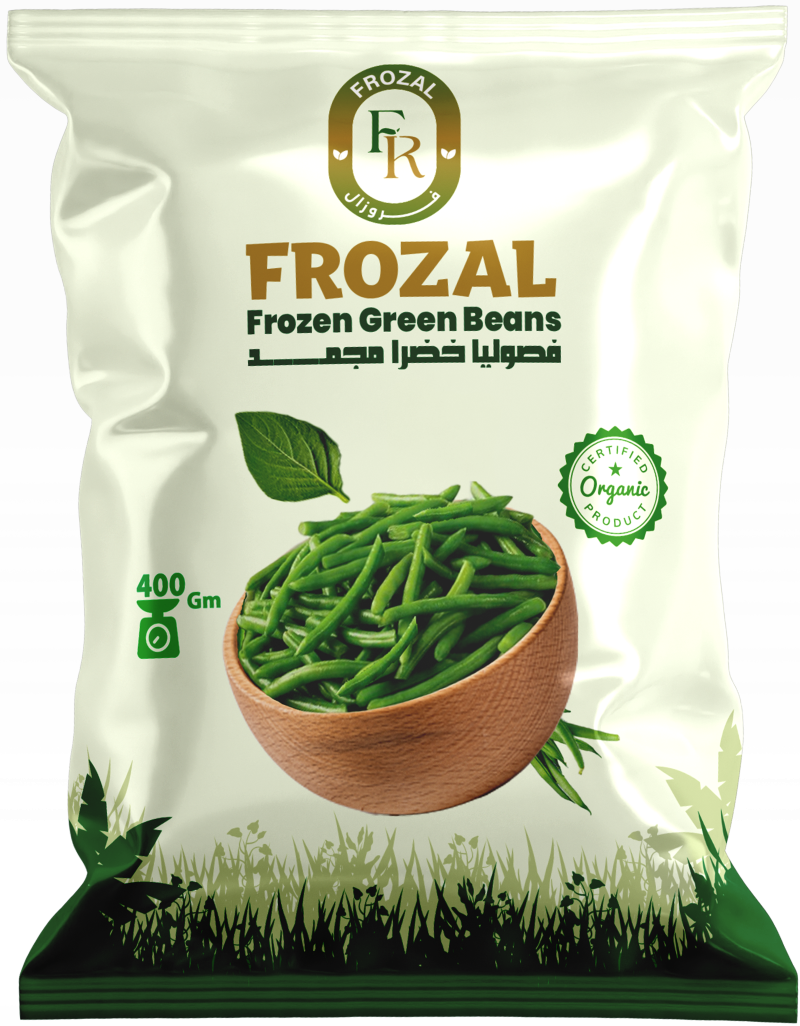 FROZAL
FR
فروزال
FROZAL
Frozen Green Beans
فصوليا خضرا مجمد
CERTIFIED
Organic
PRODUCT
400 Gm